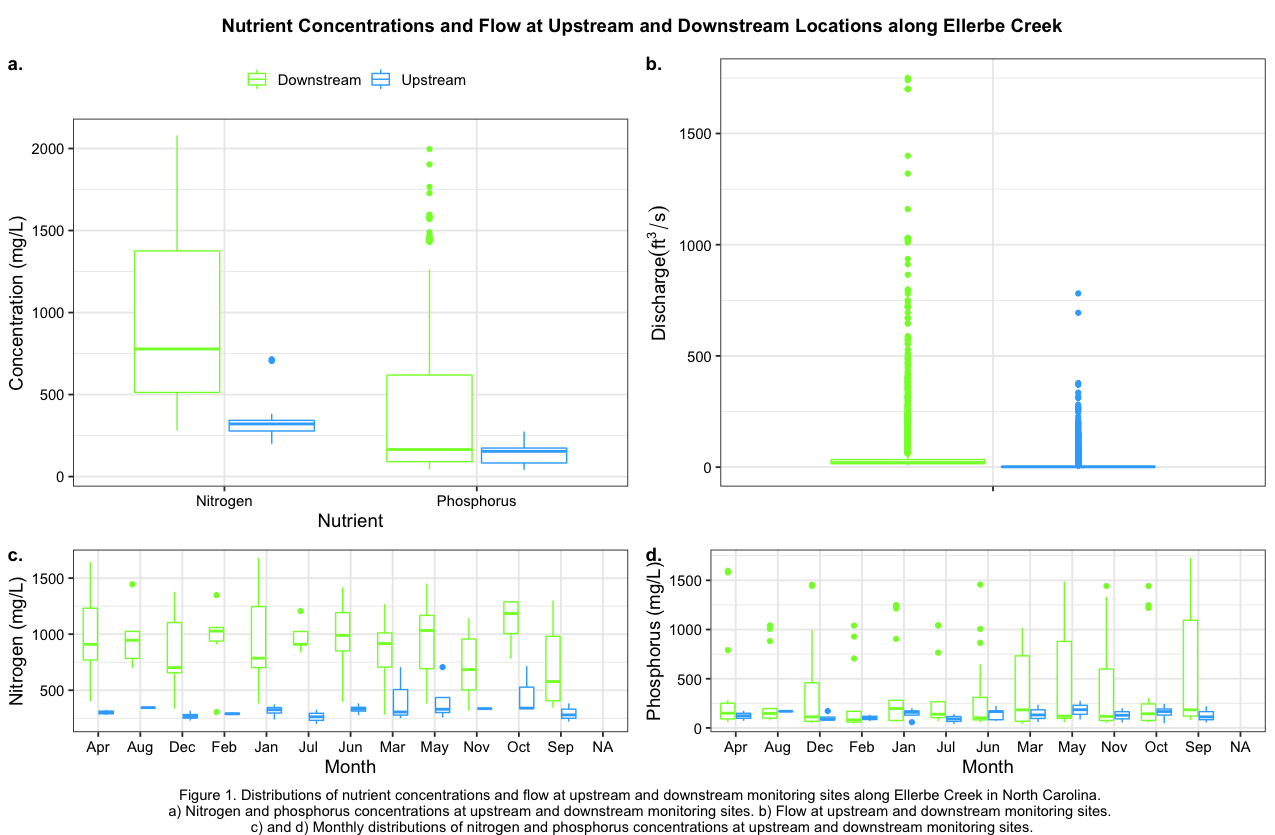 Nutrient Concentrations and Flow at Upstream and Downstream Locations along Ellerbe Creek
a.
Downstream Upstream
Concentration (mg/L)
2000
1500
1000
500
0
Nitrogen Phosphorus
Nutrient
b.
Discharge(ft³/s)
1500
1000
500
0
c.
Nitrogen (mg/L)
1500
1000
500
Apr Aug Dec Feb Jan Jul Jun Mar May Nov Oct Sep NA
Month
d.
Phosphorus (mg/L)
1500
1000
500
0
Apr Aug Dec Feb Jan Jul Jun Mar May Nov Oct Sep NA
Month
Figure 1. Distributions of nutrient concentrations and flow at upstream and downstream monitoring sites along Ellerbe Creek in North Carolina.
a) Nitrogen and phosphorus concentrations at upstream and downstream monitoring sites. b) Flow at upstream and downstream monitoring sites.
c) and d) Monthly distributions of nitrogen and phosphorus concentrations at upstream and downstream monitoring sites.